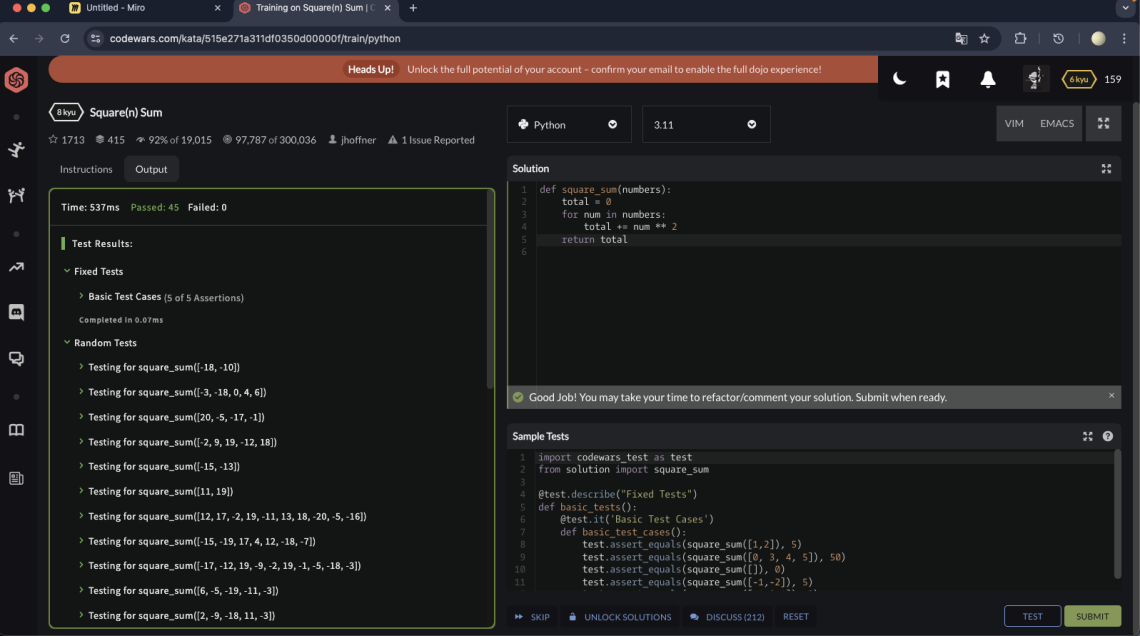 Untitled - Miro
Training on Square(n) Sum | C
codewars.com/kata/515e271a311df0350d00000f/train/python
Heads Up! Unlock the full potential of your account – confirm your email to enable the full dojo experience!
6 kyu 159
8 kyu Square(n) Sum
1713 415 92% of 19,015 97,787 of 300,036 jhoffner 1 Issue Reported
Instructions Output
Time: 537ms Passed: 45 Failed: 0
Test Results:
Fixed Tests
Basic Test Cases (5 of 5 Assertions)
Completed in 0.07ms
Random Tests
Testing for square_sum([-18, -10])
Testing for square_sum([-3, -18, 0, 4, 6])
Testing for square_sum([20, -5, -17, -1])
Testing for square_sum([-2, 9, 19, -12, 18])
Testing for square_sum([-15, -13])
Testing for square_sum([11, 19])
Testing for square_sum([12, 17, -2, 19, -11, 13, 18, -20, -5, -16])
Testing for square_sum([-15, -19, 17, 4, 12, -18, -7])
Testing for square_sum([-17, -12, 19, -9, -2, 19, -1, -5, -18, -3])
Testing for square_sum([6, -5, -19, -11, -3])
Testing for square_sum([2, -9, -18, 11, -3])
Python 3.11 VIM EMACS
Solution
1 def square_sum(numbers):
2 total = 0
3 for num in numbers:
4 total += num ** 2
5 return total
6
Good Job! You may take your time to refactor/comment your solution. Submit when ready.
Sample Tests
1 import codewars_test as test
2 from solution import square_sum
3
4 @test.describe("Fixed Tests")
5 def basic_tests():
6 @test.it('Basic Test Cases')
7 def basic_test_cases():
8 test.assert_equals(square_sum([1,2]), 5)
9 test.assert_equals(square_sum([0, 3, 4, 5]), 50)
10 test.assert_equals(square_sum([]), 0)
11 test.assert_equals(square_sum([-1,-2]), 5)
SKIP UNLOCK SOLUTIONS DISCUSS (212) RESET TEST SUBMIT